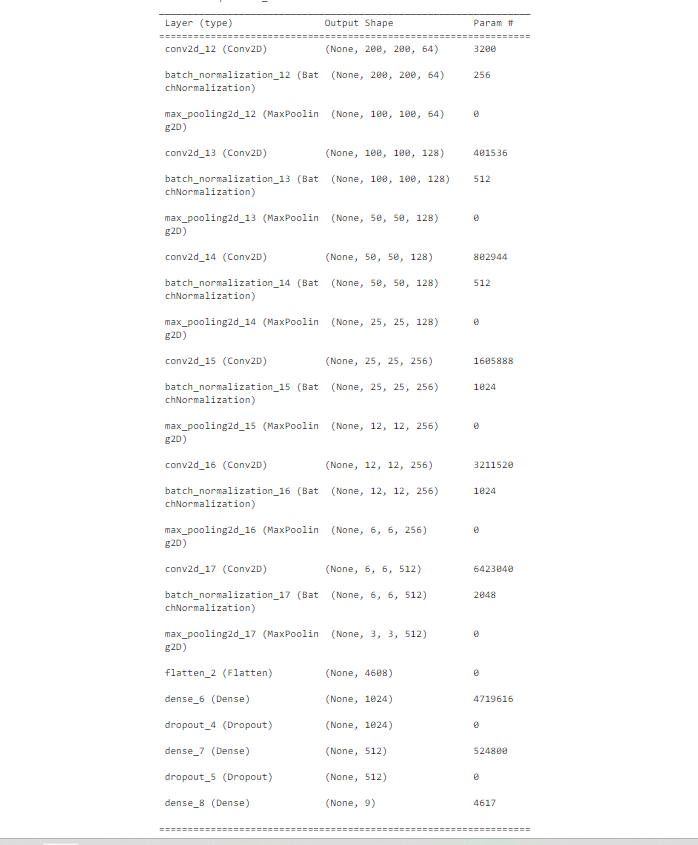 Layer (type) Output Shape Param #
=================================================================
conv2d_12 (Conv2D) (None, 200, 200, 64) 3200
batch_normalization_12 (Bat (None, 200, 200, 64) 256
chNormalization)
max_pooling2d_12 (MaxPoolin (None, 100, 100, 64) 0
g2D)
conv2d_13 (Conv2D) (None, 100, 100, 128) 401536
batch_normalization_13 (Bat (None, 100, 100, 128) 512
chNormalization)
max_pooling2d_13 (MaxPoolin (None, 50, 50, 128) 0
g2D)
conv2d_14 (Conv2D) (None, 50, 50, 128) 802944
batch_normalization_14 (Bat (None, 50, 50, 128) 512
chNormalization)
max_pooling2d_14 (MaxPoolin (None, 25, 25, 128) 0
g2D)
conv2d_15 (Conv2D) (None, 25, 25, 256) 1605888
batch_normalization_15 (Bat (None, 25, 25, 256) 1024
chNormalization)
max_pooling2d_15 (MaxPoolin (None, 12, 12, 256) 0
g2D)
conv2d_16 (Conv2D) (None, 12, 12, 256) 3211520
batch_normalization_16 (Bat (None, 12, 12, 256) 1024
chNormalization)
max_pooling2d_16 (MaxPoolin (None, 6, 6, 256) 0
g2D)
conv2d_17 (Conv2D) (None, 6, 6, 512) 6423040
batch_normalization_17 (Bat (None, 6, 6, 512) 2048
chNormalization)
max_pooling2d_17 (MaxPoolin (None, 3, 3, 512) 0
g2D)
flatten_2 (Flatten) (None, 4608) 0
dense_6 (Dense) (None, 1024) 4719616
dropout_4 (Dropout) (None, 1024) 0
dense_7 (Dense) (None, 512) 524800
dropout_5 (Dropout) (None, 512) 0
dense_8 (Dense) (None, 9) 4617
=================================================================